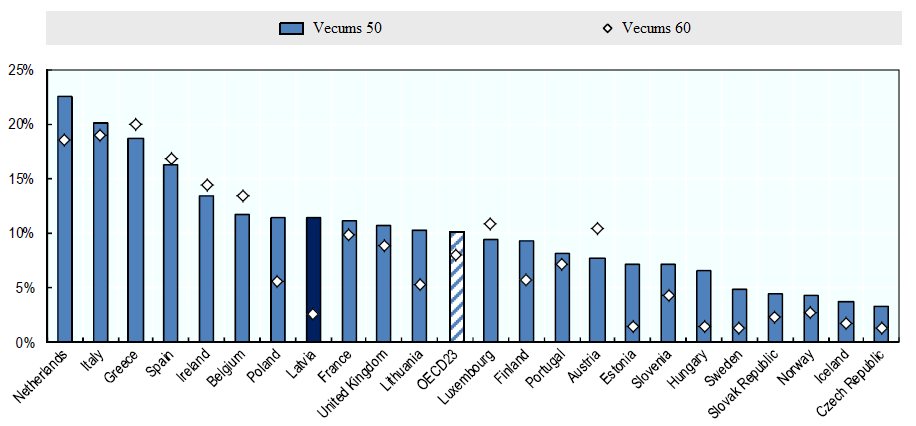 Vecums 50
Vecums 60
25%
20%
15%
10%
5%
0%
Netherlands
Italy
Greece
Spain
Ireland
Belgium
Poland
Latvia
France
United Kingdom
Lithuania
OECD23
Luxembourg
Finland
Portugal
Austria
Estonia
Slovenia
Hungary
Sweden
Slovak Republic
Norway
Iceland
Czech Republic